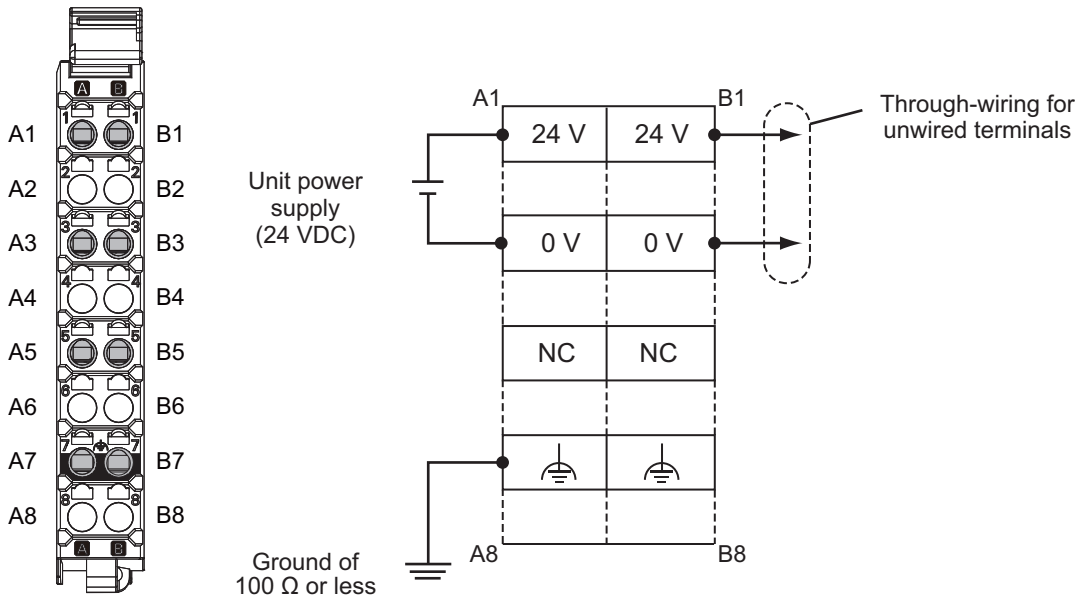 A B
1 1
A1 B1
2 2
A2 B2
3 3
A3 B3
4 4
A4 B4
5 5
A5 B5
6 6
A6 B6
7 7
A7 B7
8 8
A8 B8
A B
Unit power
supply
(24 VDC)
A1 B1
24 V 24 V
0 V 0 V
NC NC
A8 B8
Through-wiring for
unwired terminals
Ground of
100 Ω or less